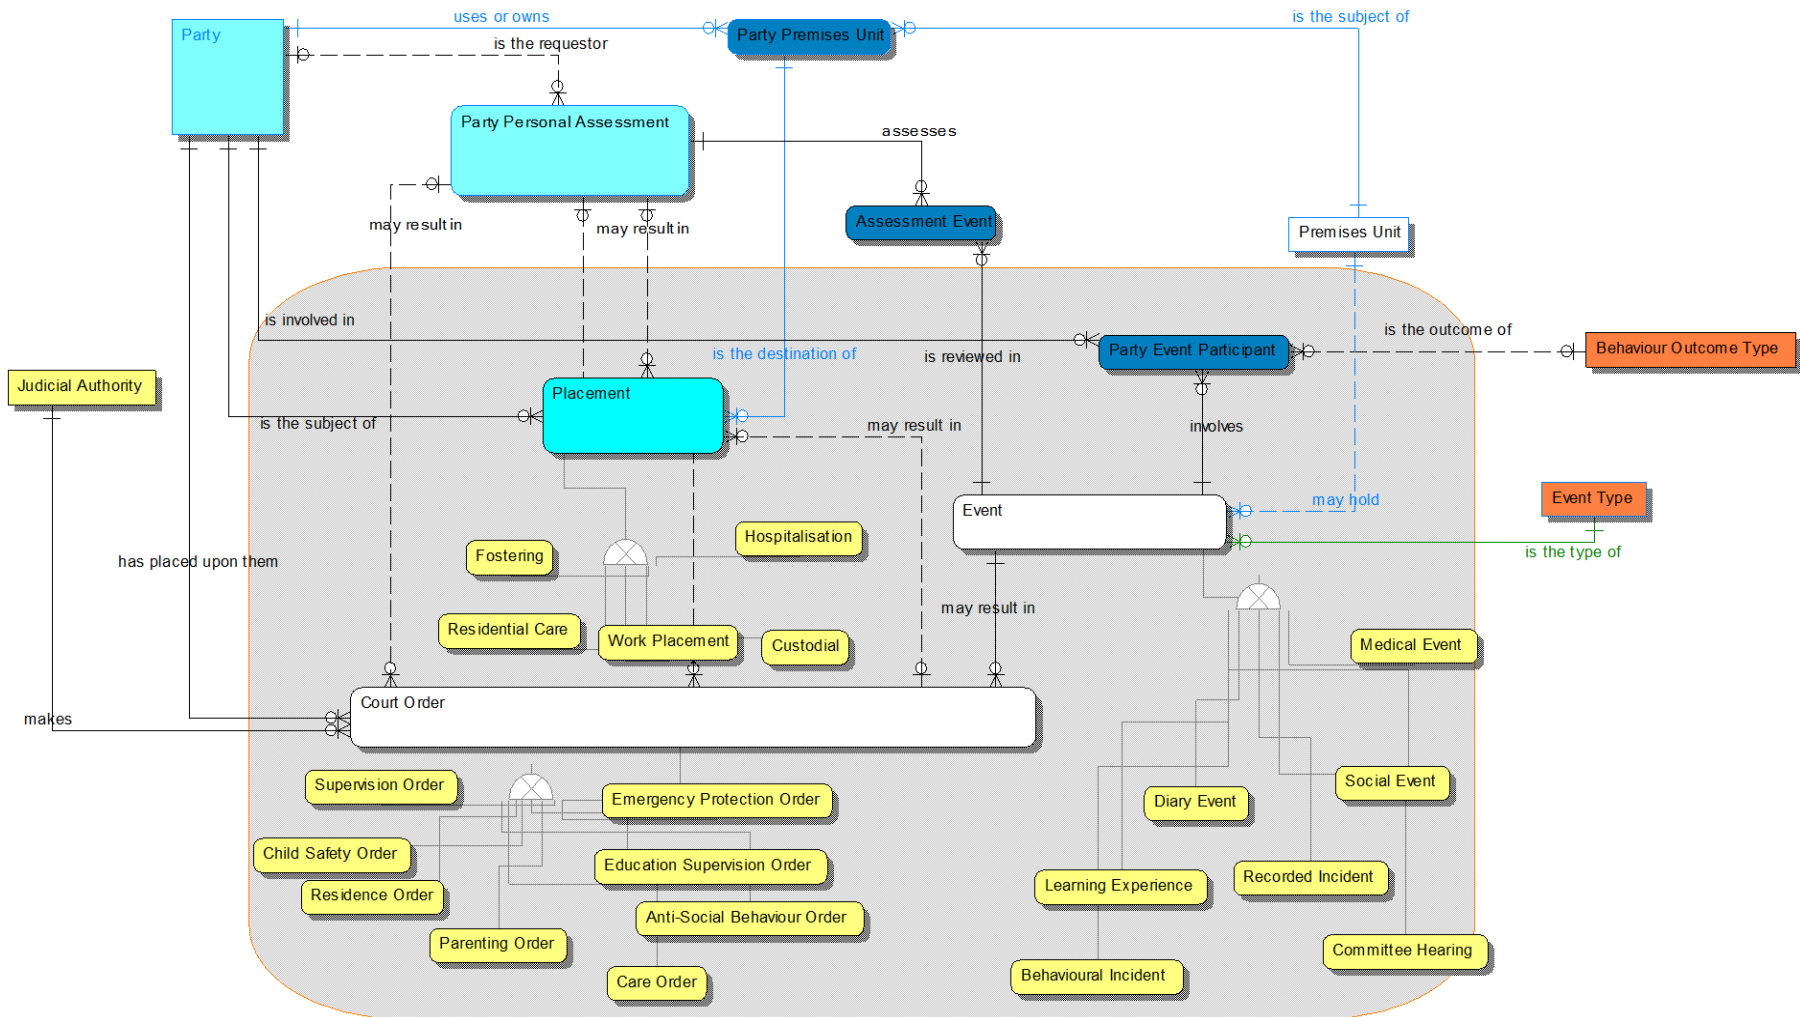 uses or owns
is the subject of
Party
Party Premises Unit
is the requestor
Party Personal Assessment
assesses
may result in
may result in
Assessment Event
Premises Unit
is involved in
is the outcome of
Party Event Participant
Behaviour Outcome Type
is the destination of
is reviewed in
Judicial Authority
Placement
is the subject of
may result in
involves
may hold
Event Type
Event
is the type of
Hospitalisation
Fostering
has placed upon them
may result in
Residential Care
Work Placement
Custodial
Medical Event
Court Order
makes
Supervision Order
Emergency Protection Order
Social Event
Diary Event
Child Safety Order
Education Supervision Order
Residence Order
Learning Experience
Recorded Incident
Anti-Social Behaviour Order
Parenting Order
Committee Hearing
Care Order
Behavioural Incident